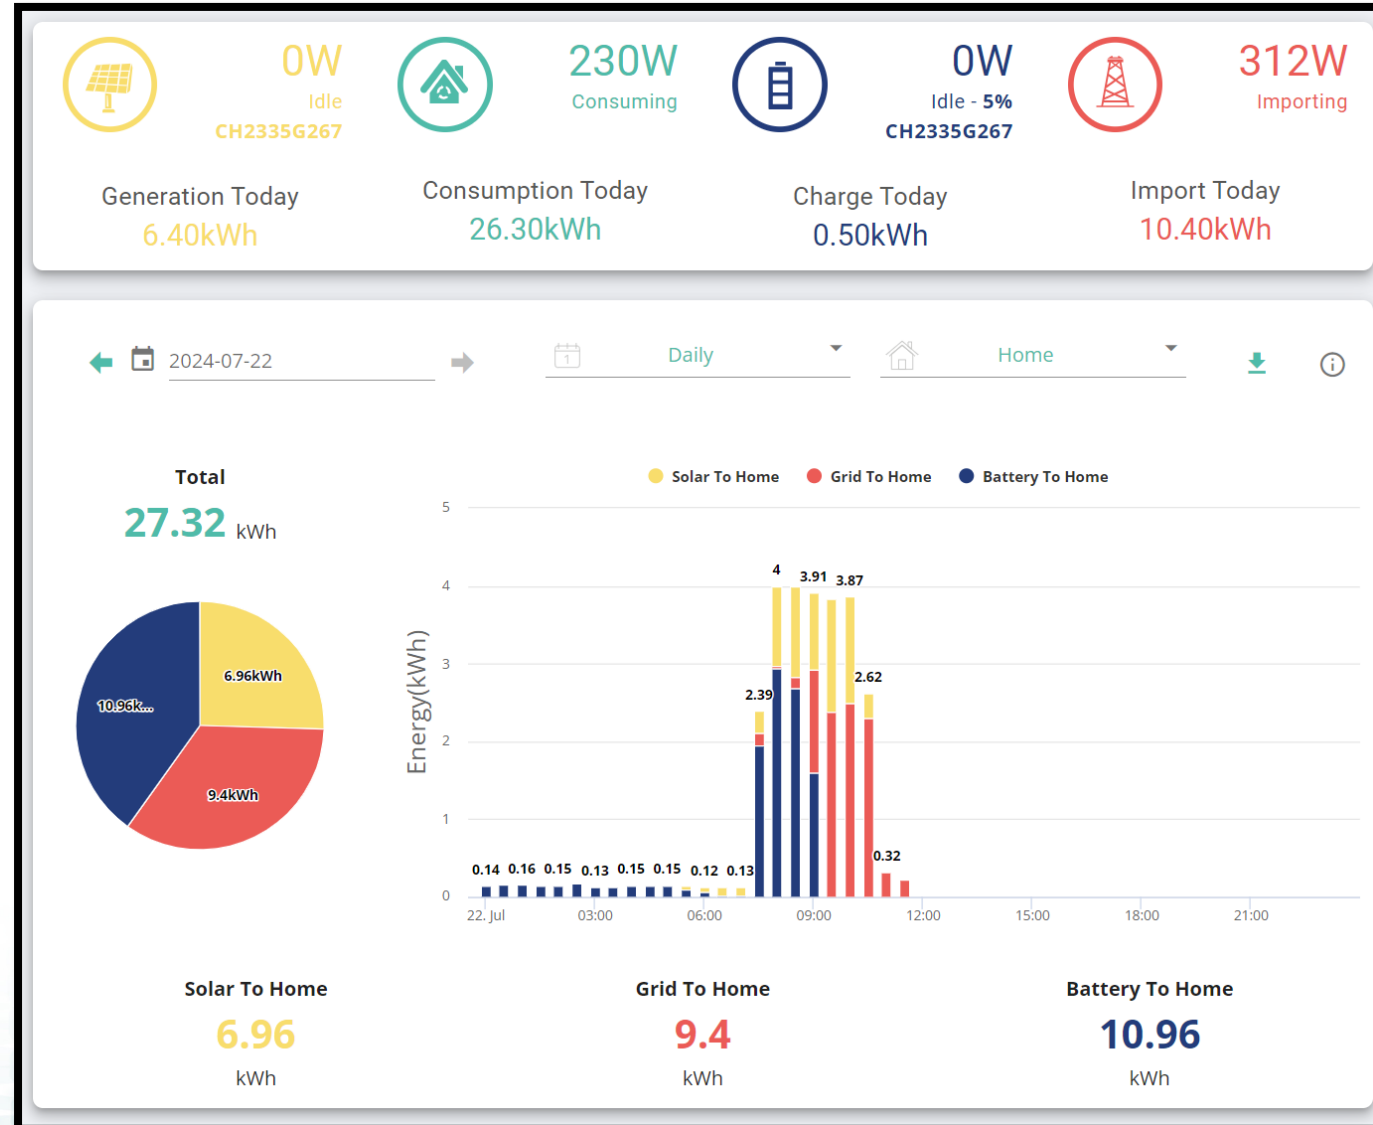 0W
Idle
CH2335G267
Generation Today
6.40kWh
230W
Consuming
Consumption Today
26.30kWh
0W
Idle - 5%
CH2335G267
Charge Today
0.50kWh
312W
Importing
Import Today
10.40kWh
2024-07-22
1
Daily
Home
Total
27.32 kWh
6.96kWh
10.96k...
9.4kWh
Solar To Home
Grid To Home
Battery To Home
Energy(kWh)
5
4
3
2
1
0
0.14 0.16 0.15 0.13 0.15 0.15 0.12 0.13 2.39 4 3.91 3.87 2.62 0.32
22. Jul 03:00 06:00 09:00 12:00 15:00 18:00 21:00
Solar To Home
6.96
kWh
Grid To Home
9.4
kWh
Battery To Home
10.96
kWh